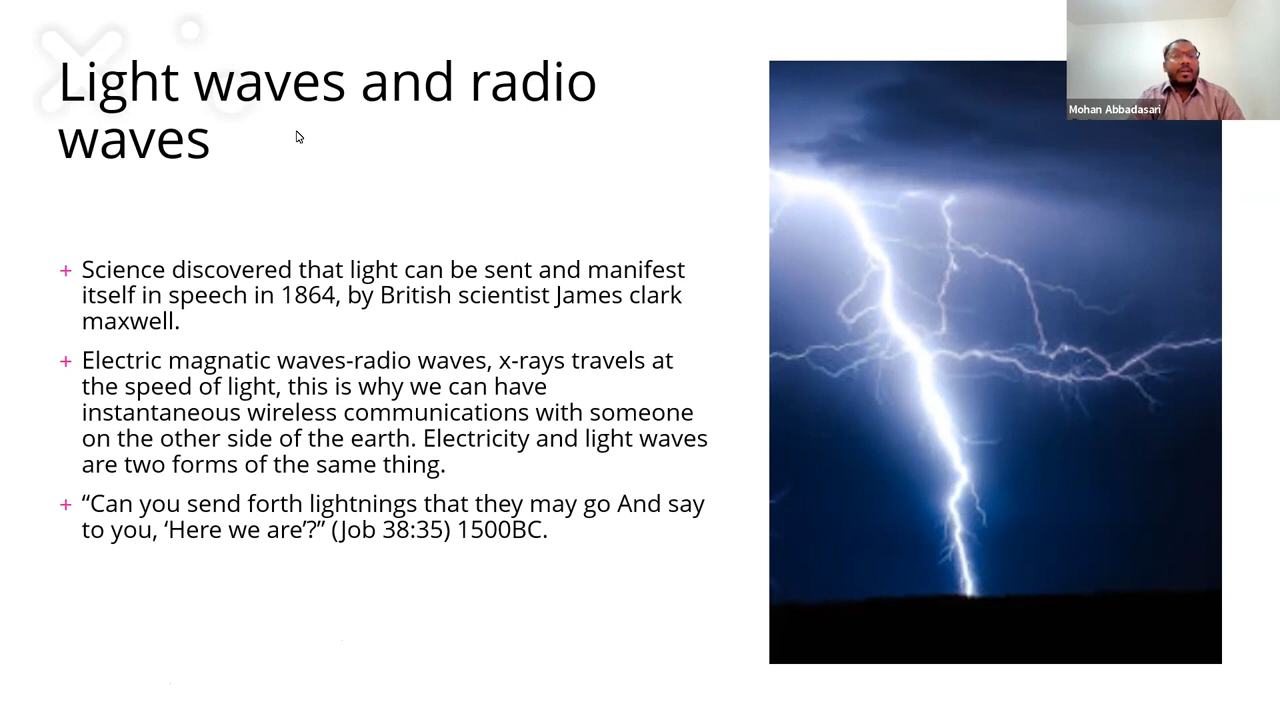 Light waves and radio
waves
Mohan Abbadasari
+ Science discovered that light can be sent and manifest
itself in speech in 1864, by British scientist James clark
maxwell.
+ Electric magnatic waves-radio waves, x-rays travels at
the speed of light, this is why we can have
instantaneous wireless communications with someone
on the other side of the earth. Electricity and light waves
are two forms of the same thing.
+ “Can you send forth lightnings that they may go And say
to you, ‘Here we are’?” (Job 38:35) 1500BC.